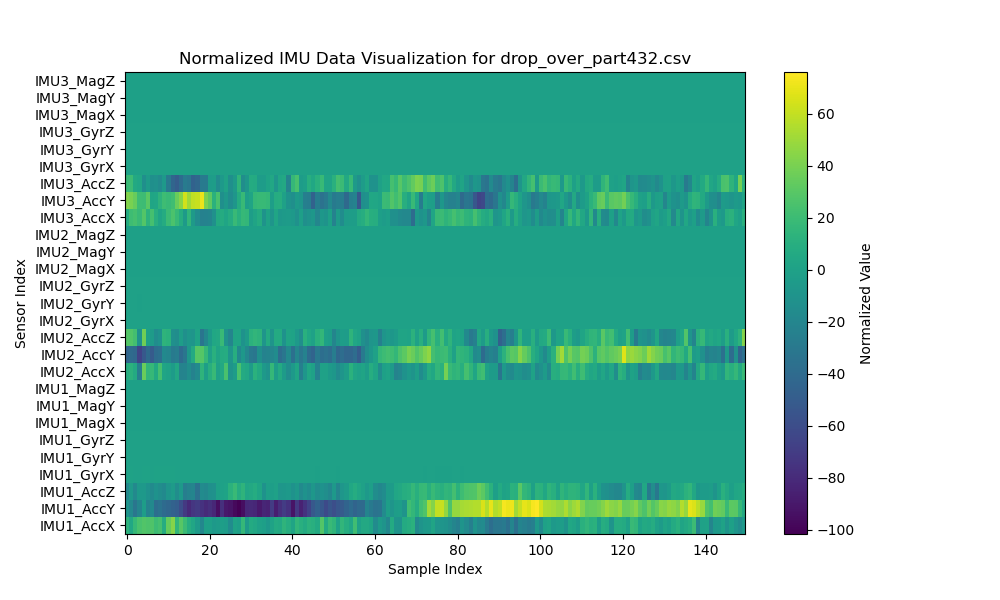 Normalized IMU Data Visualization for drop_over_part432.csv
Sensor Index
IMU3_MagZ
IMU3_MagY
IMU3_MagX
IMU3_GyrZ
IMU3_GyrY
IMU3_GyrX
IMU3_AccZ
IMU3_AccY
IMU3_AccX
IMU2_MagZ
IMU2_MagY
IMU2_MagX
IMU2_GyrZ
IMU2_GyrY
IMU2_GyrX
IMU2_AccZ
IMU2_AccY
IMU2_AccX
IMU1_MagZ
IMU1_MagY
IMU1_MagX
IMU1_GyrZ
IMU1_GyrY
IMU1_GyrX
IMU1_AccZ
IMU1_AccY
IMU1_AccX
0 20 40 60 80 100 120 140
Sample Index
60
40
20
0
−20
−40
−60
−80
−100
Normalized Value